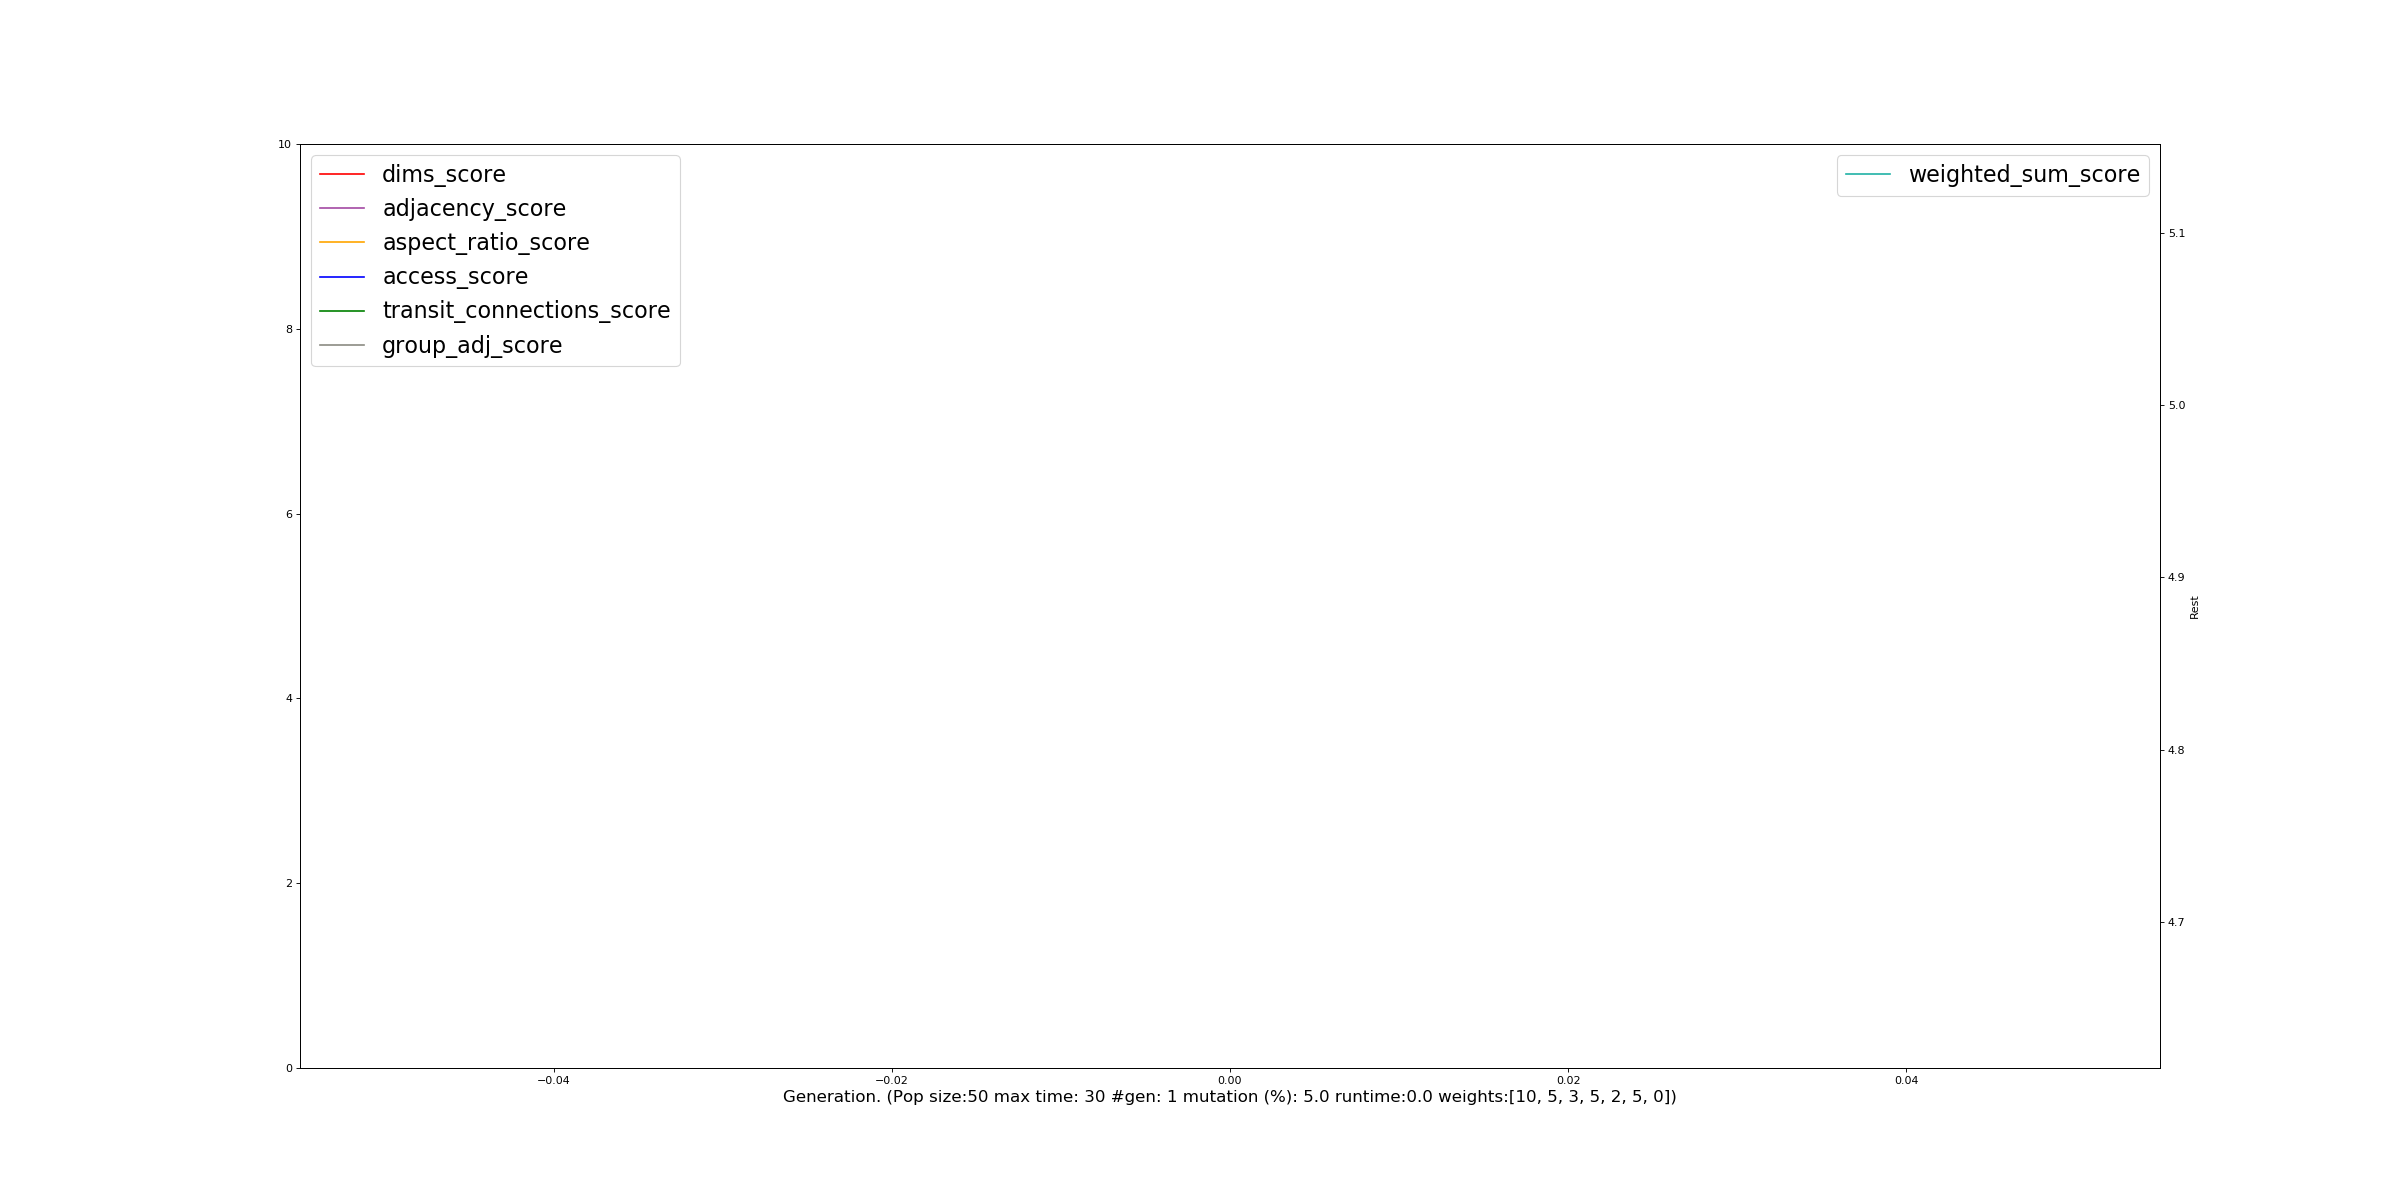 10
8
6
4
2
0
dims_score
adjacency_score
aspect_ratio_score
access_score
transit_connections_score
group_adj_score
weighted_sum_score
5.1
5.0
4.9
4.8
4.7
Rest
−0.04
−0.02
0.00
0.02
0.04
Generation. (Pop size:50 max time: 30 #gen: 1 mutation (%): 5.0 runtime:0.0 weights:[10, 5, 3, 5, 2, 5, 0])